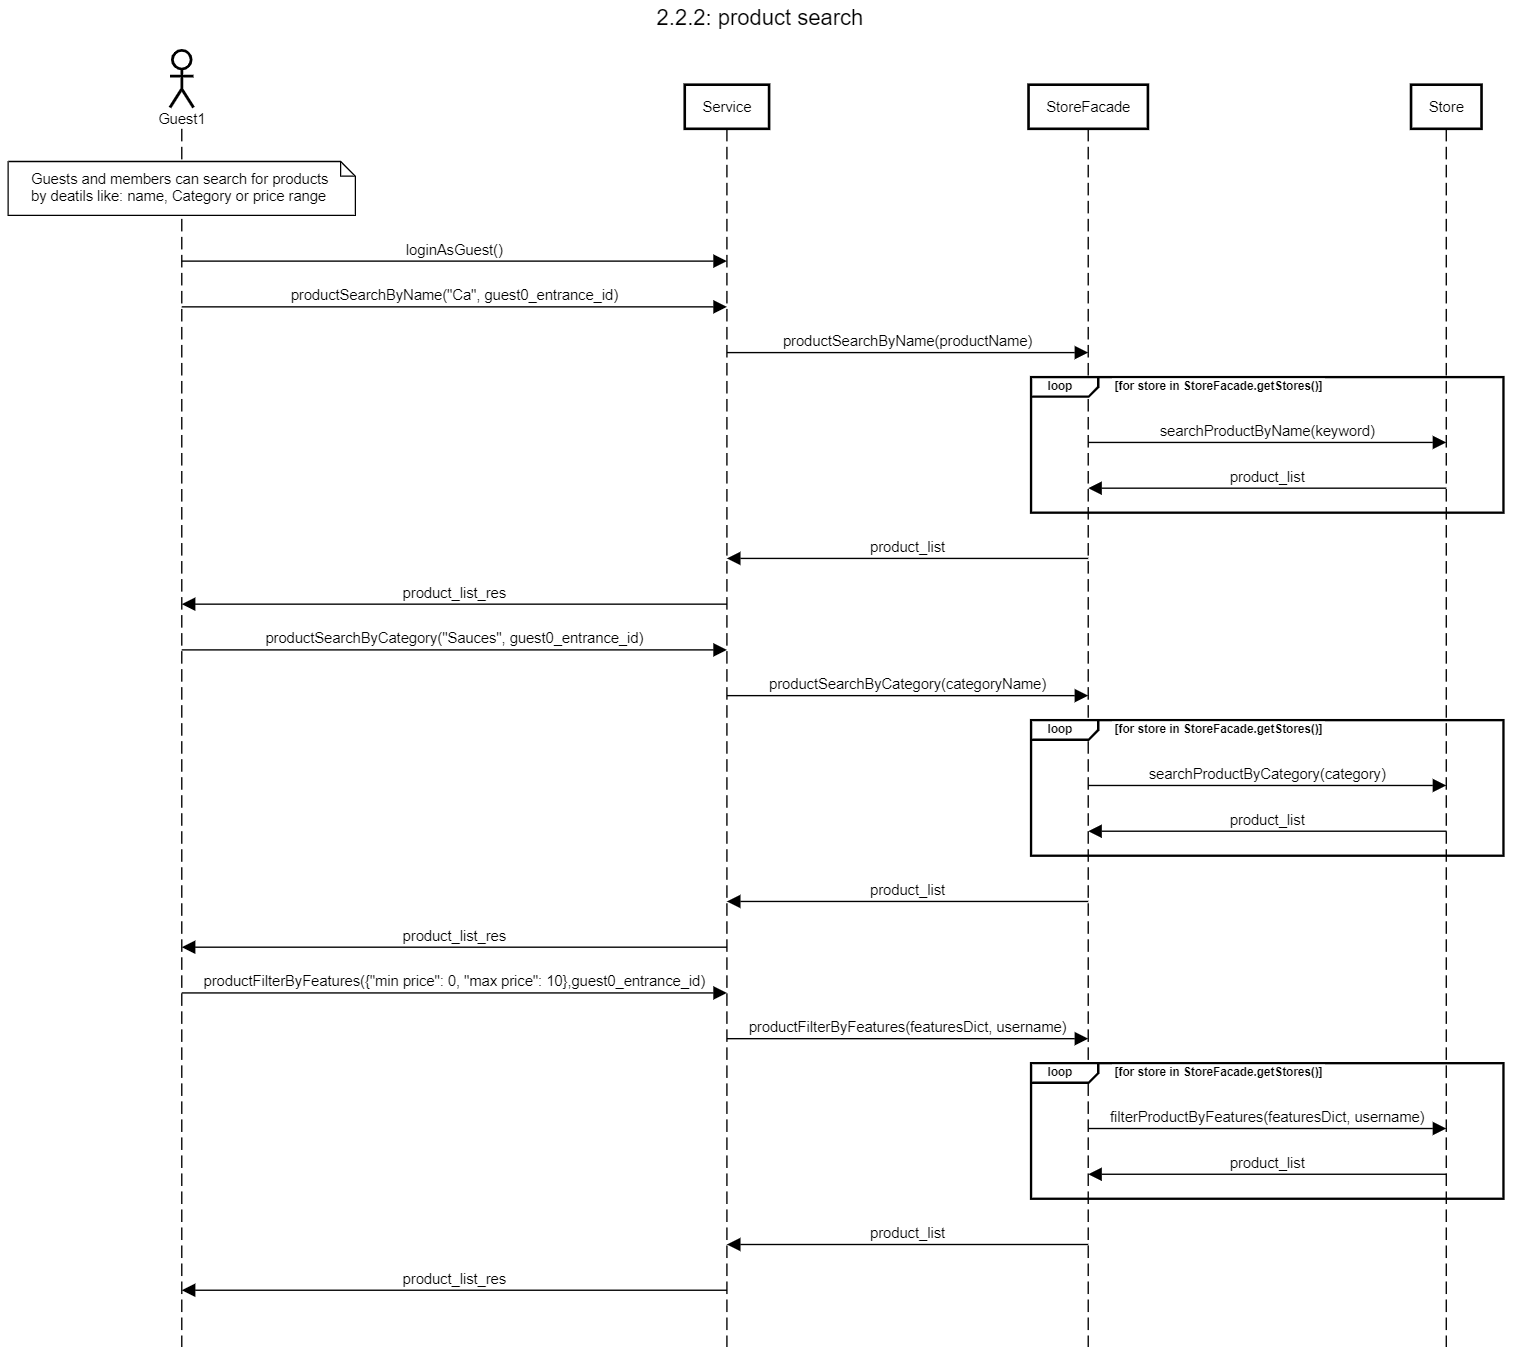 2.2.2: product search
Guest1
Service
StoreFacade
Store
Guests and members can search for products
by deatils like: name, Category or price range
loginAsGuest()
productSearchByName("Ca", guest0_entrance_id)
productSearchByName(productName)
loop
[for store in StoreFacade.getStores()]
searchProductByName(keyword)
product_list
product_list
product_list_res
productSearchByCategory("Sauces", guest0_entrance_id)
productSearchByCategory(categoryName)
loop
[for store in StoreFacade.getStores()]
searchProductByCategory(category)
product_list
product_list
product_list_res
productFilterByFeatures({"min price": 0, "max price": 10},guest0_entrance_id)
productFilterByFeatures(featuresDict, username)
loop
[for store in StoreFacade.getStores()]
filterProductByFeatures(featuresDict, username)
product_list
product_list
product_list_res